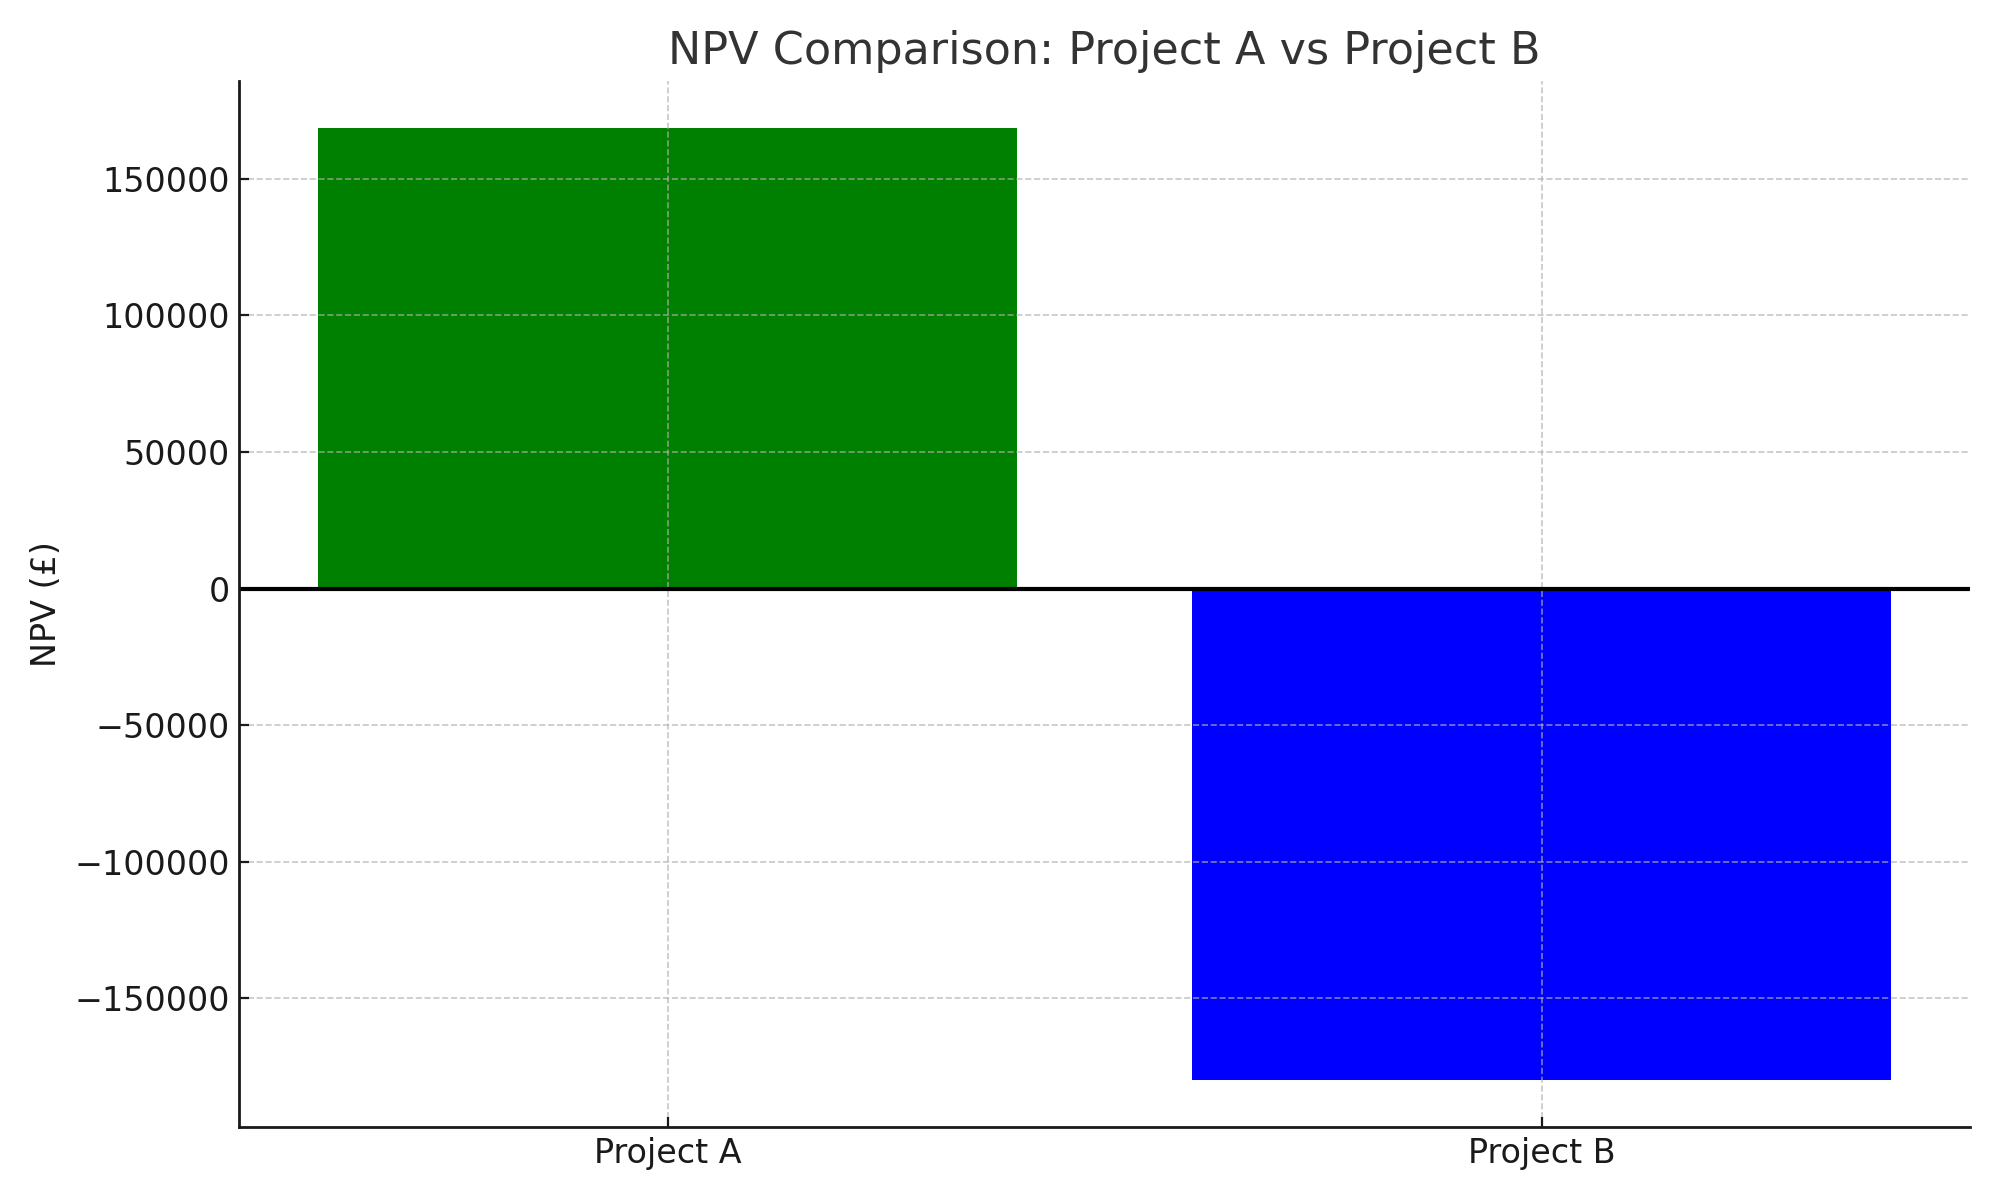 NPV Comparison: Project A vs Project B
NPV (£)
150000
100000
50000
0
−50000
−100000
−150000
Project A
Project B